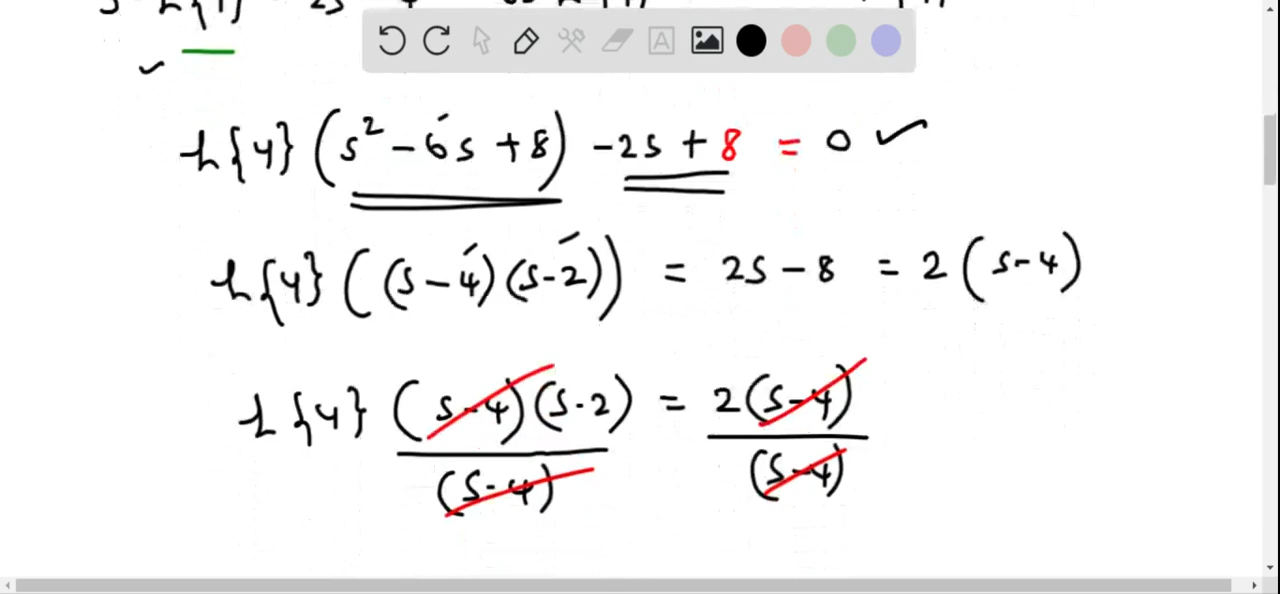 h{y} (s² - 6s + 8) - 2s + 8 = 0 ✓
h{y} ((s-4)(s-2)) = 2s - 8 = 2(s-4)
h{y} (s-4)(s-2) = 2(s-4)
(s-4) (s-4)